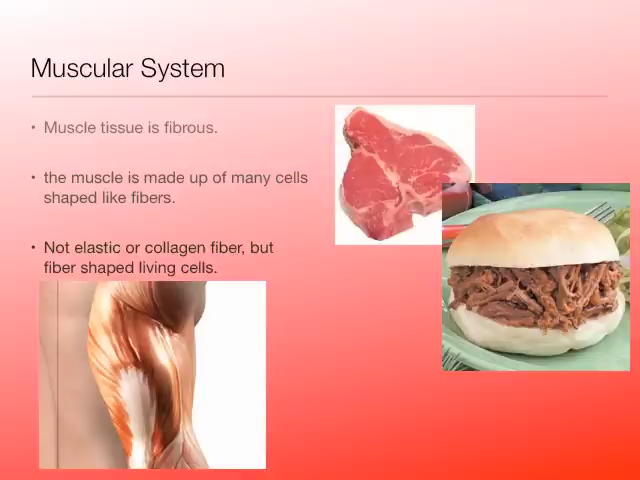 Muscular System
• Muscle tissue is fibrous.
• the muscle is made up of many cells
shaped like fibers.
• Not elastic or collagen fiber, but
fiber shaped living cells.